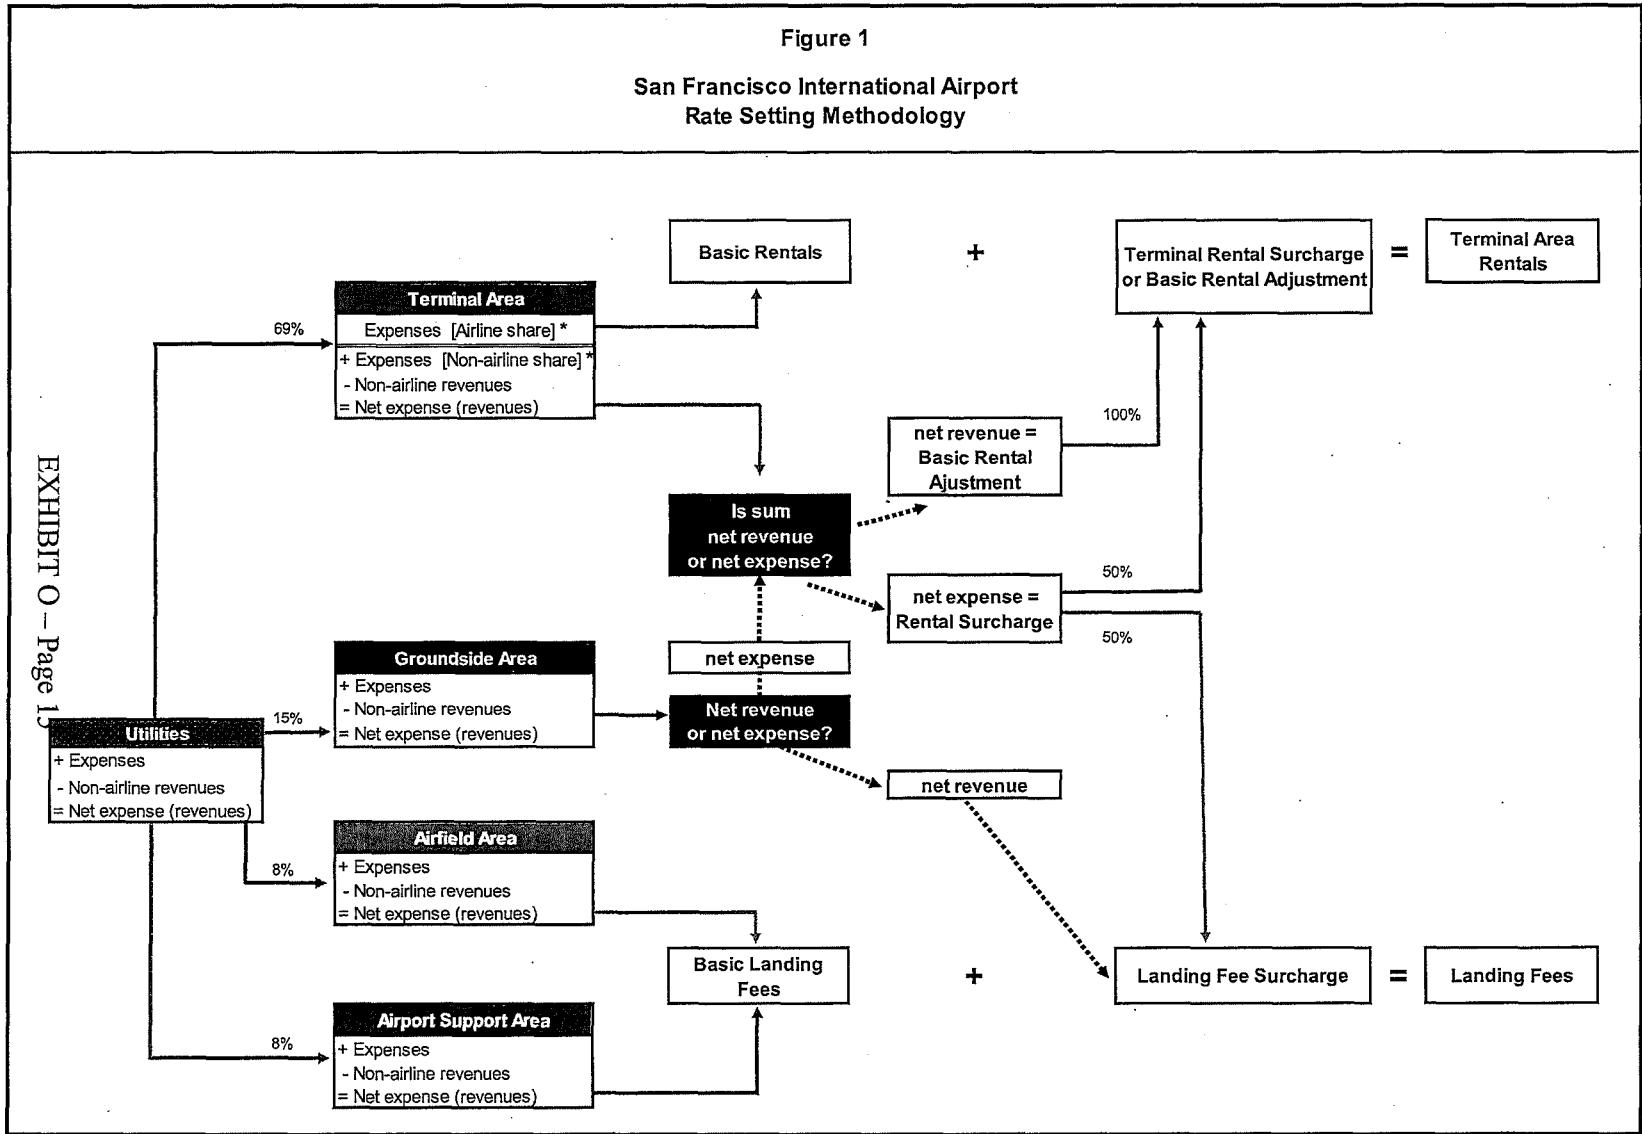 Figure 1
San Francisco International Airport
Rate Setting Methodology
Basic Rentals
+
Terminal Rental Surcharge
or Basic Rental Adjustment
=
Terminal Area
Rentals
Terminal Area
69%
Expenses [Airline share] *
+ Expenses [Non-airline share] *
- Non-airline revenues
= Net expense (revenues)
100%
net revenue =
Basic Rental
Ajustment
EXHIBIT O – Page
Is sum
net revenue
or net expense?
50%
net expense =
Rental Surcharge
50%
Groundside Area
+ Expenses
- Non-airline revenues
= Net expense (revenues)
net expense
Net revenue
or net expense?
15%
Utilities
+ Expenses
- Non-airline revenues
= Net expense (revenues)
net revenue
Airfield Area
8%
+ Expenses
- Non-airline revenues
= Net expense (revenues)
Basic Landing
Fees
+
Landing Fee Surcharge
=
Landing Fees
Airport Support Area
8%
+ Expenses
- Non-airline revenues
= Net expense (revenues)